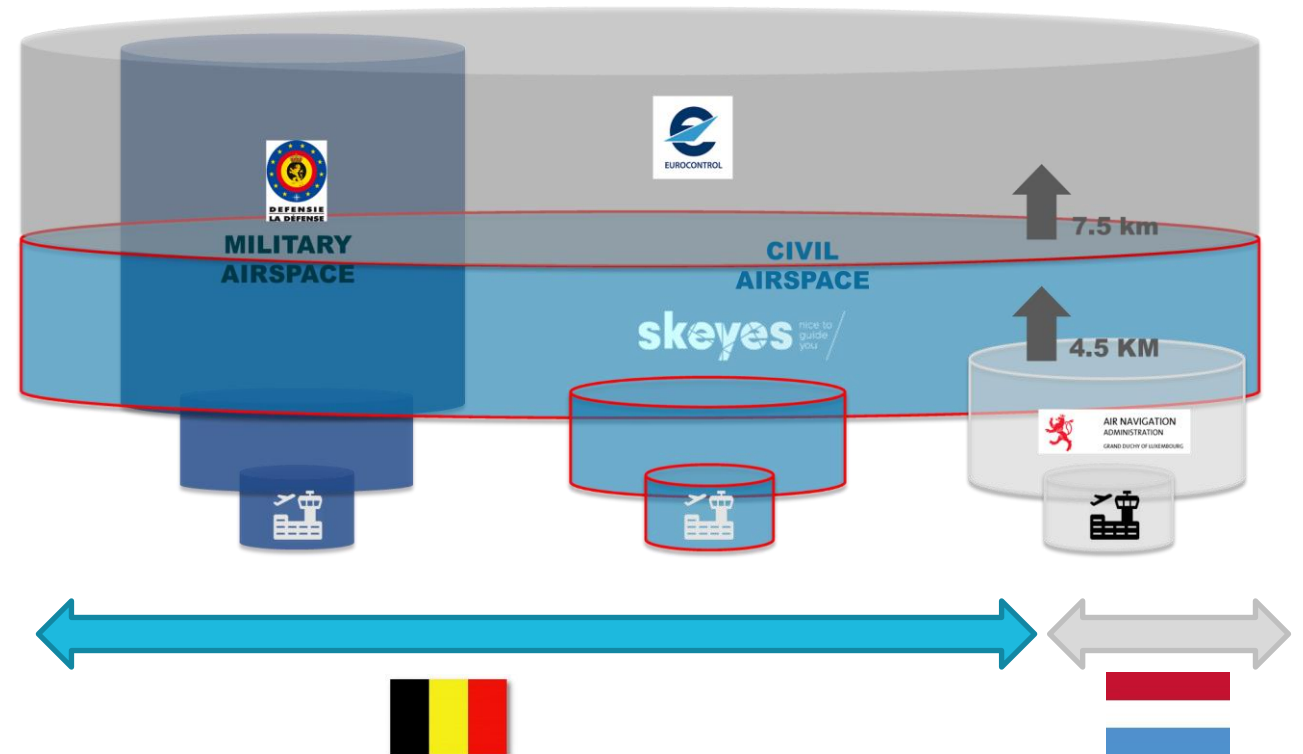 EUROCONTROL
DEFENSIE
LA DÉFENSE
MILITARY
AIRSPACE
CIVIL
AIRSPACE
7.5 km
skeyes nice to
guide
you
4.5 KM
AIR NAVIGATION
ADMINISTRATION
GRAND DUCHY OF LUXEMBOURG